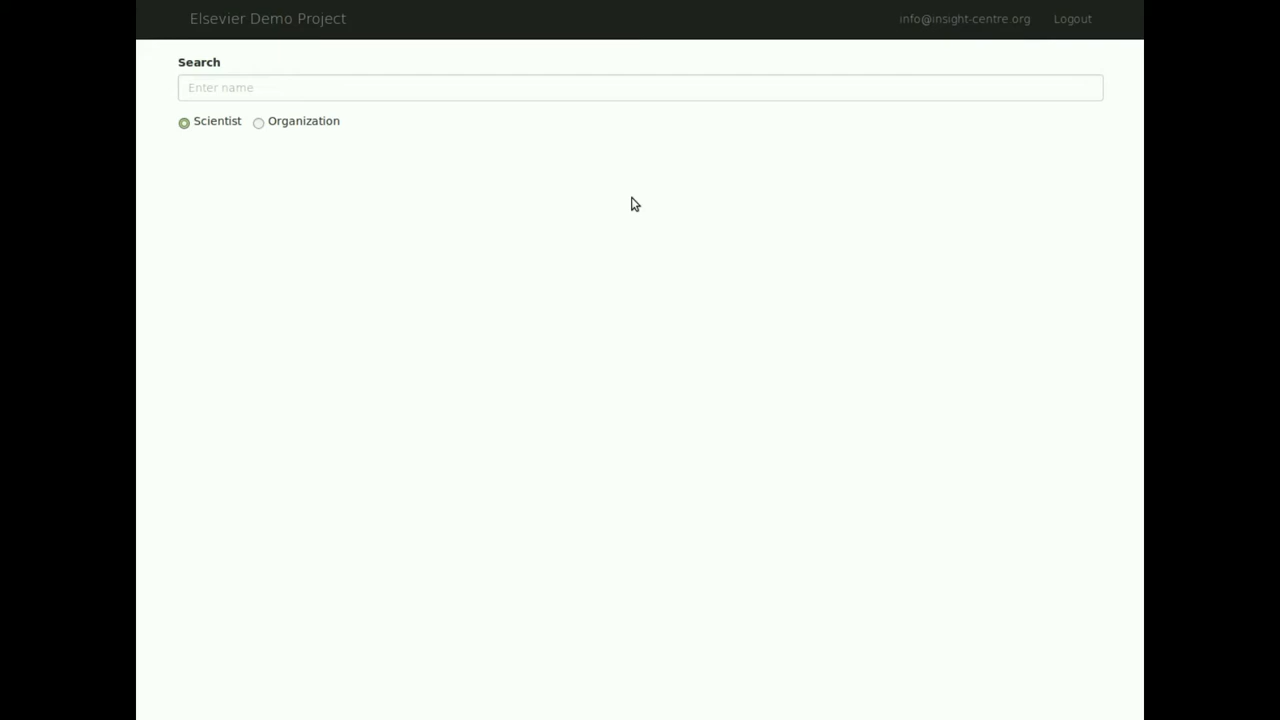 Elsevier Demo Project info@insight-centre.org Logout
Search
Enter name
Scientist Organization